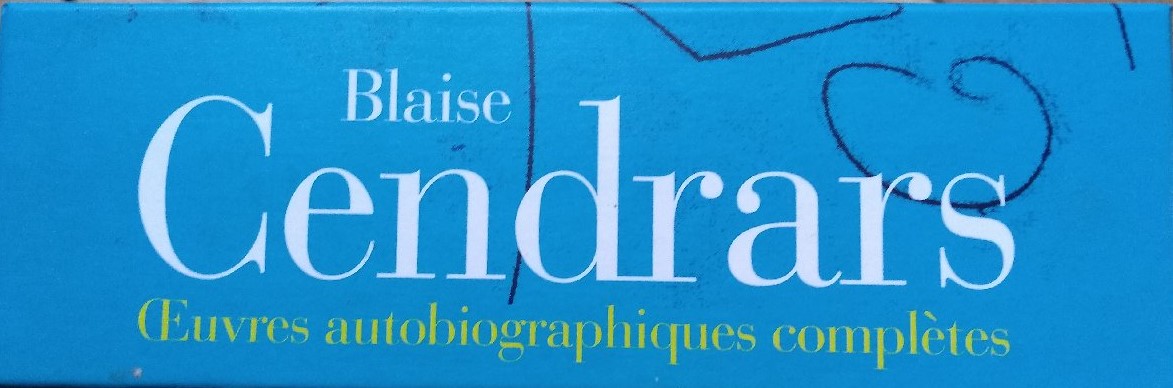 Blaise
Cendrars
Œuvres autobiographiques complètes